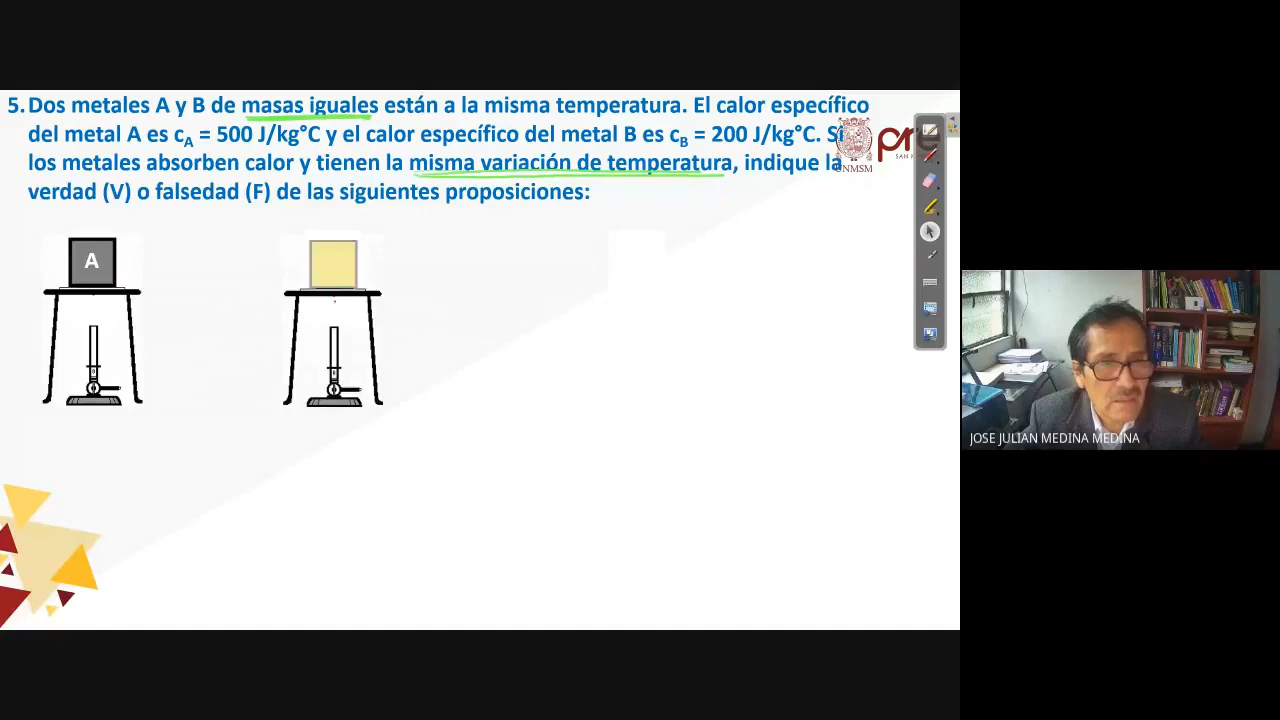 5. Dos metales A y B de masas iguales están a la misma temperatura. El calor específico
del metal A es cA = 500 J/kg°C y el calor específico del metal B es cB = 200 J/kg°C. Si
los metales absorben calor y tienen la misma variación de temperatura, indique la
verdad (V) o falsedad (F) de las siguientes proposiciones:
pre
SAN
UNMSM
A
JOSE JULIAN MEDINA MEDINA